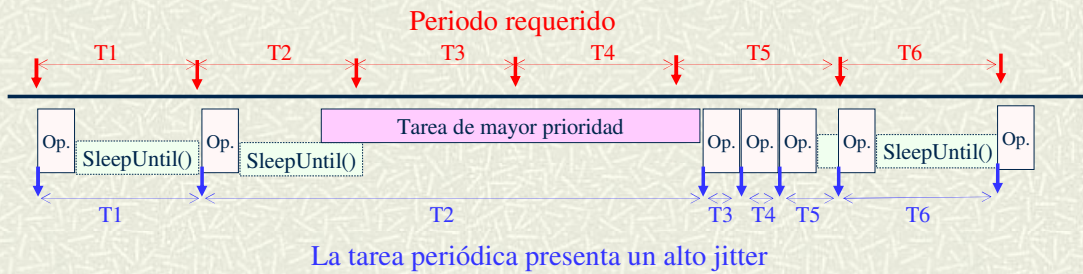 Periodo requerido
T1 T2 T3 T4 T5 T6
Op. Op. Tarea de mayor prioridad Op. Op. Op. Op. Op.
SleepUntil() SleepUntil() SleepUntil()
T1 T2 T3 T4 T5 T6
La tarea periódica presenta un alto jitter